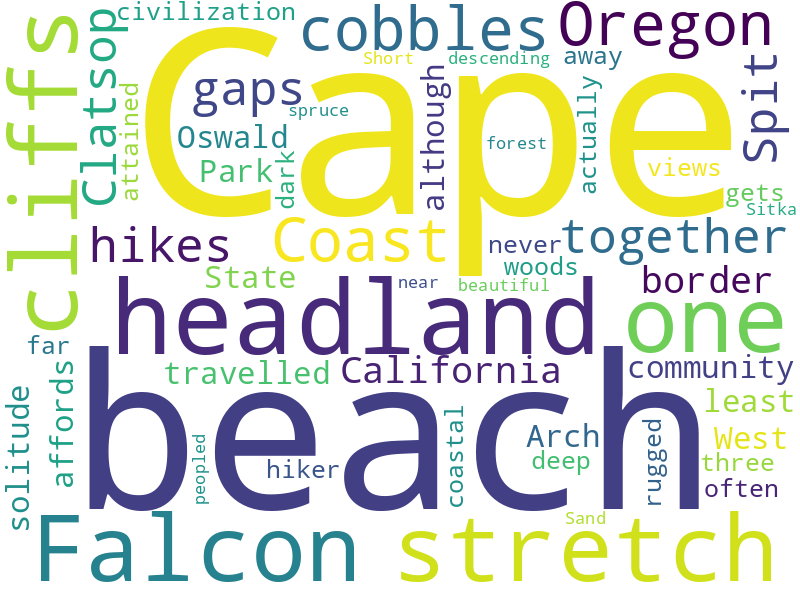 civilization
cobbles
Oregon
cliffs
Clatsop
Cape
Short
descending
away
gaps
attained
spruce
although
actually
Spit
Oswald
forest
Park
dark
views
gets
Sitka
hikes
Coast
never
together
woods
State
near
beautiful
border
headland
one
far
travelled
California
community
beach
affords
solitude
least
Arch
West
peopled
hiker
coastal
deep
rugged
three
often
Falcon
Sand
stretch